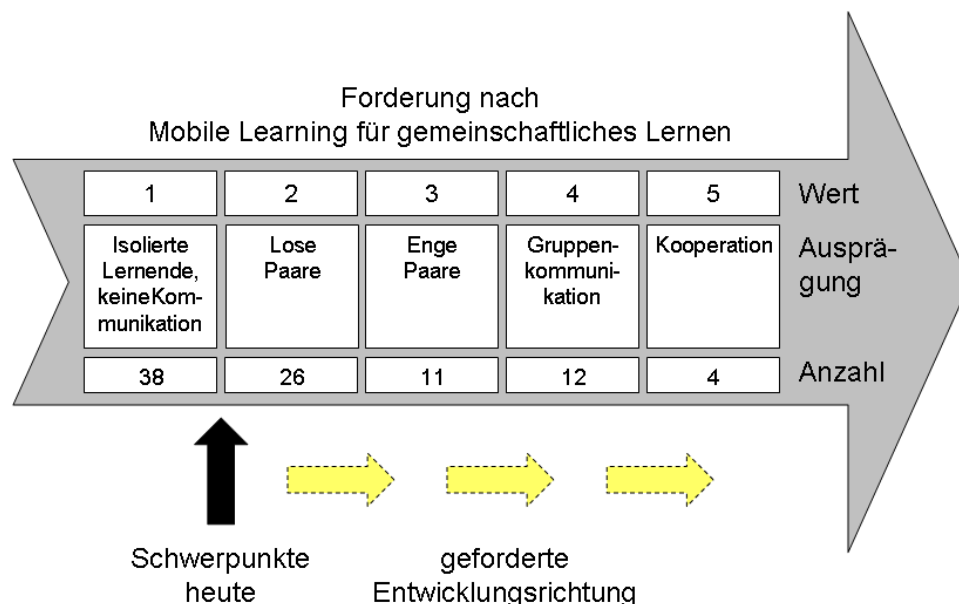 Forderung nach
Mobile Learning für gemeinschaftliches Lernen
1 2 3 4 5 Wert
Isolierte
Lernende,
keineKom-
munikation
Lose
Paare
Enge
Paare
Gruppen-
kommuni-
kation
Kooperation
Ausprä-
gung
38 26 11 12 4 Anzahl
Schwerpunkte
heute
geforderte
Entwicklungsrichtung